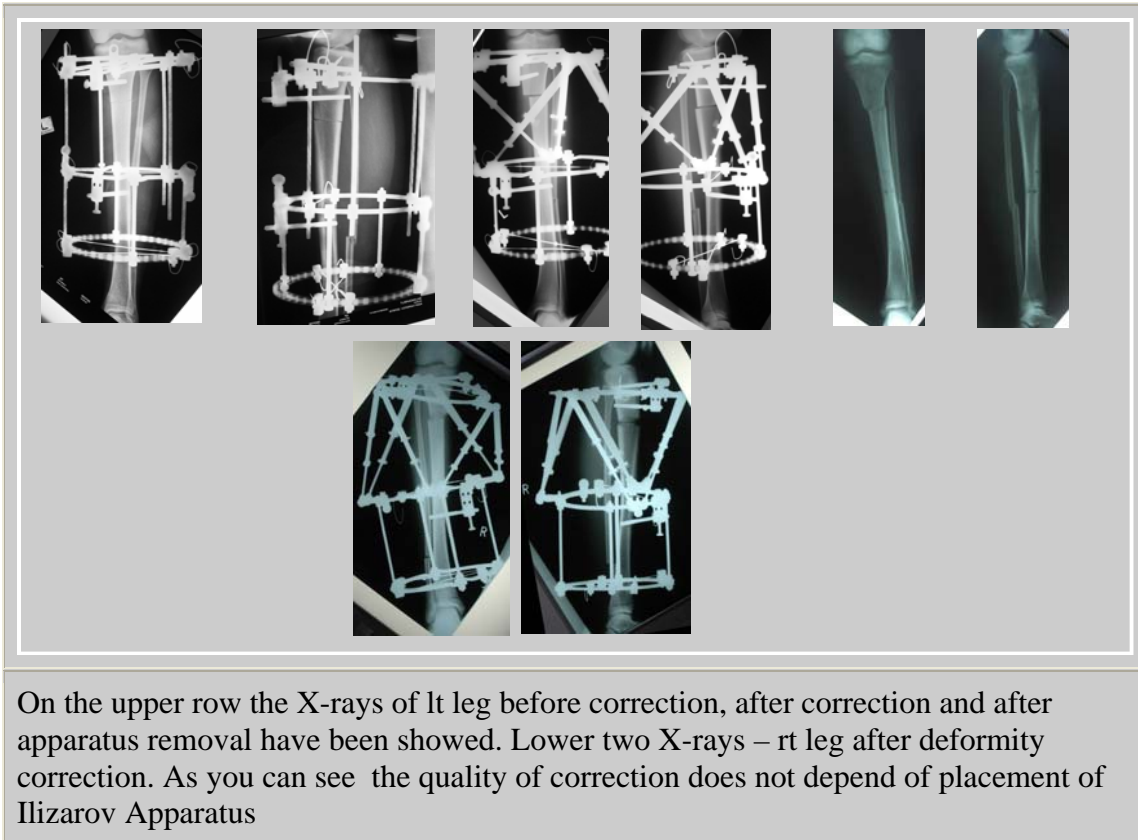 R
R
On the upper row the X-rays of lt leg before correction, after correction and after
apparatus removal have been showed. Lower two X-rays – rt leg after deformity
correction. As you can see  the quality of correction does not depend of placement of
Ilizarov Apparatus